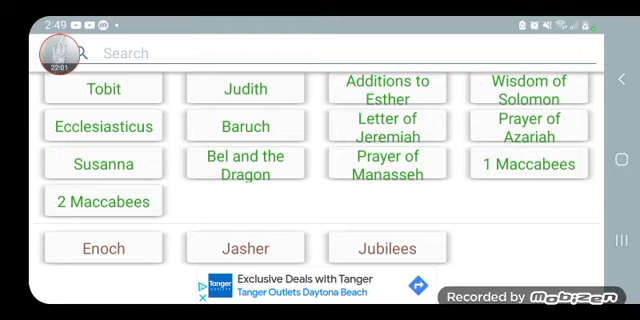 2:49
Search
22:01
Tobit
Judith
Additions to
Esther
Wisdom of
Solomon
Ecclesiasticus
Baruch
Letter of
Jeremiah
Prayer of
Azariah
Susanna
Bel and the
Dragon
Prayer of
Manasseh
1 Maccabees
2 Maccabees
Enoch
Jasher
Jubilees
Tanger
OUTLETS
Exclusive Deals with Tanger
Tanger Outlets Daytona Beach
Recorded by Mobizen